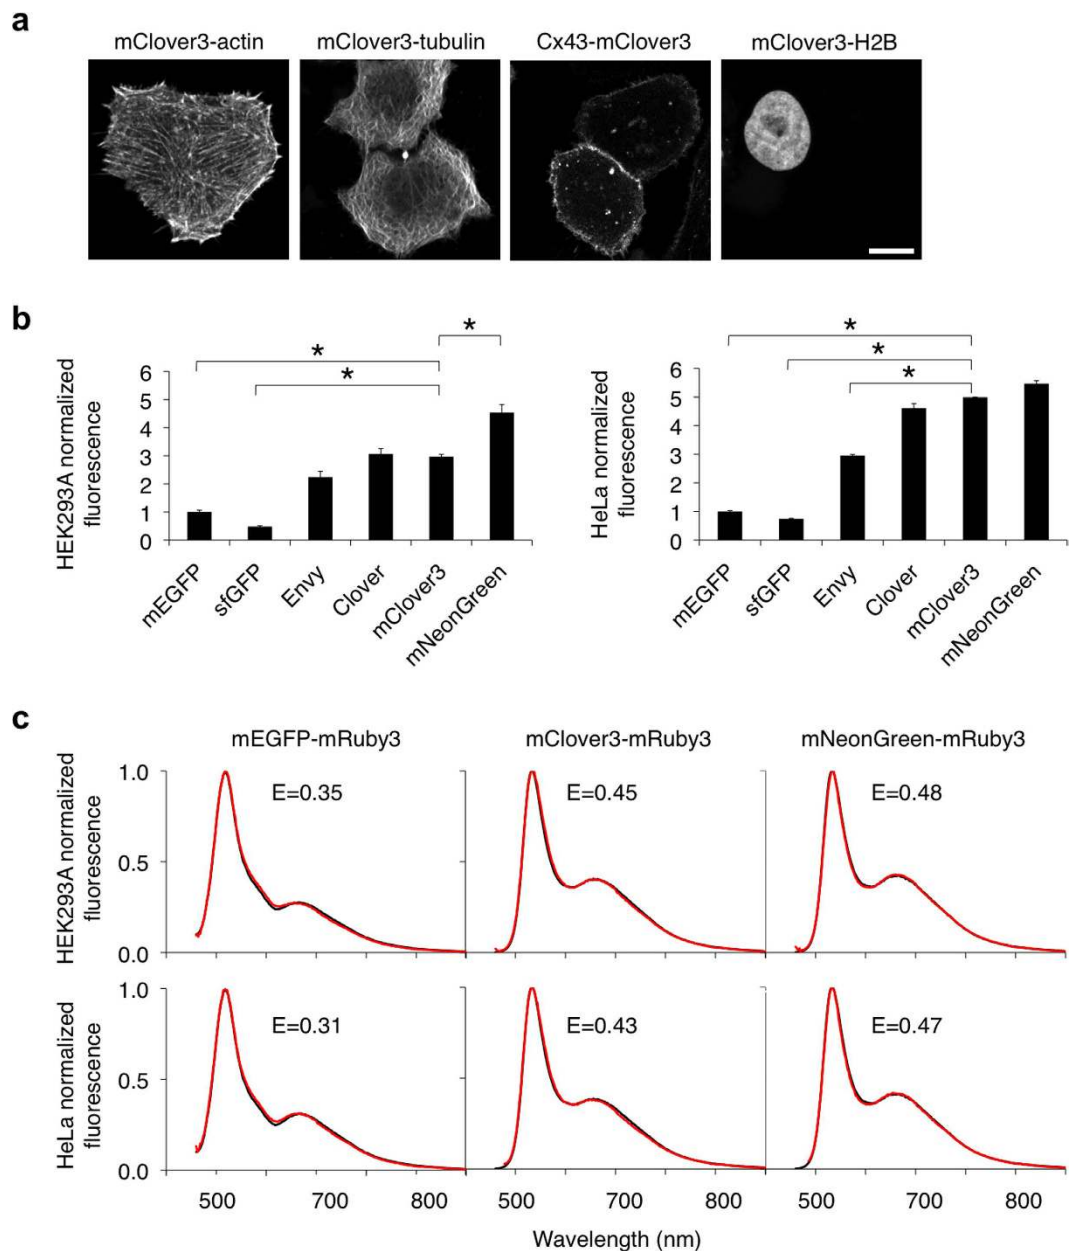 a
mClover3-actin
mClover3-tubulin
Cx43-mClover3
mClover3-H2B
b
HEK293A normalized
fluorescence
6
5
4
3
2
1
0
*
*
*
mEGFP
sfGFP
Envy
Clover
mClover3
mNeonGreen
HeLa normalized
fluorescence
6
5
4
3
2
1
0
*
*
*
mEGFP
sfGFP
Envy
Clover
mClover3
mNeonGreen
c
mEGFP-mRuby3
mClover3-mRuby3
mNeonGreen-mRuby3
HEK293A normalized
fluorescence
1.0
0.5
0.0
E=0.35
E=0.45
E=0.48
HeLa normalized
fluorescence
1.0
0.5
0.0
E=0.31
E=0.43
E=0.47
500 700 800
500 700 800
500 700 800
Wavelength (nm)